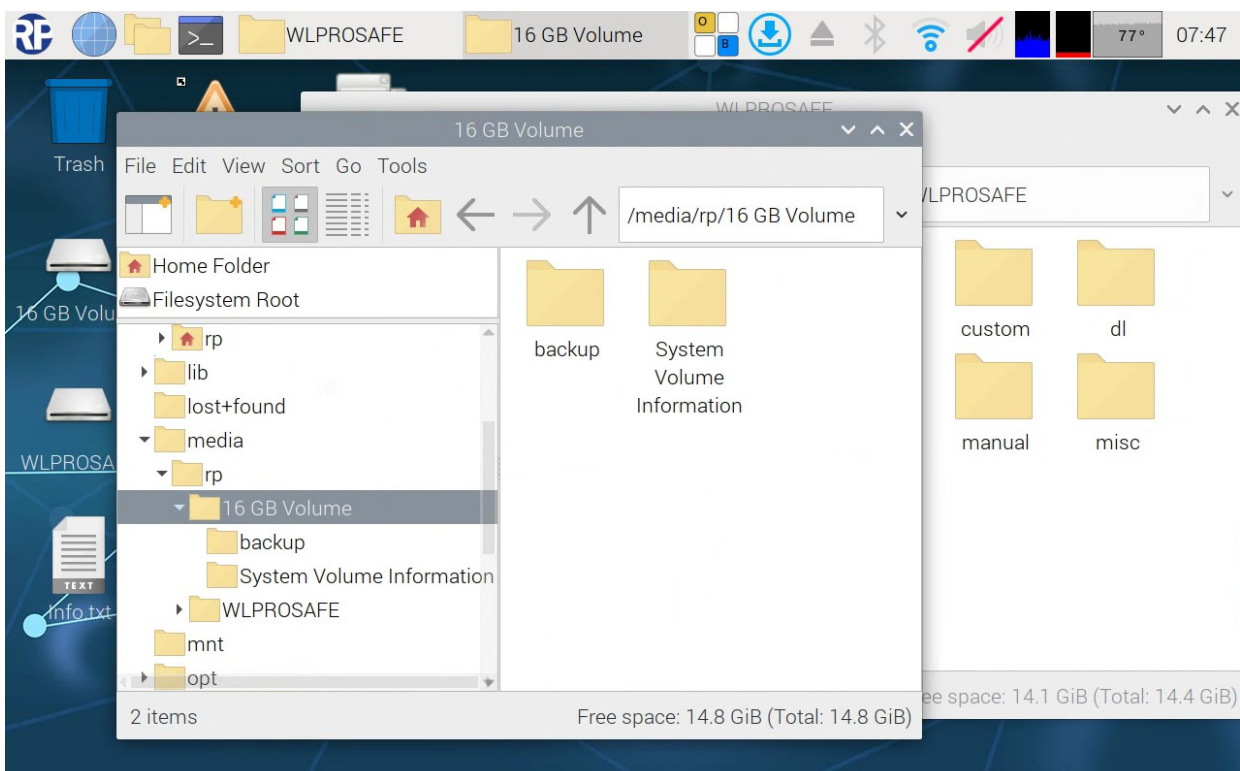 RP >_ WLPROSAFE 16 GB Volume O B 77° 07:47
Trash
16 GB Volu
WLPROSA
TEXT
Info.txt
WLPROSAFE
16 GB Volume
File Edit View Sort Go Tools
/media/rp/16 GB Volume
Home Folder
Filesystem Root
rp
lib
lost+found
media
rp
16 GB Volume
backup
System Volume Information
WLPROSAFE
mnt
opt
backup
System
Volume
Information
2 items Free space: 14.8 GiB (Total: 14.8 GiB)
/LPROSAFE
custom dl
manual misc
ee space: 14.1 GiB (Total: 14.4 GiB)